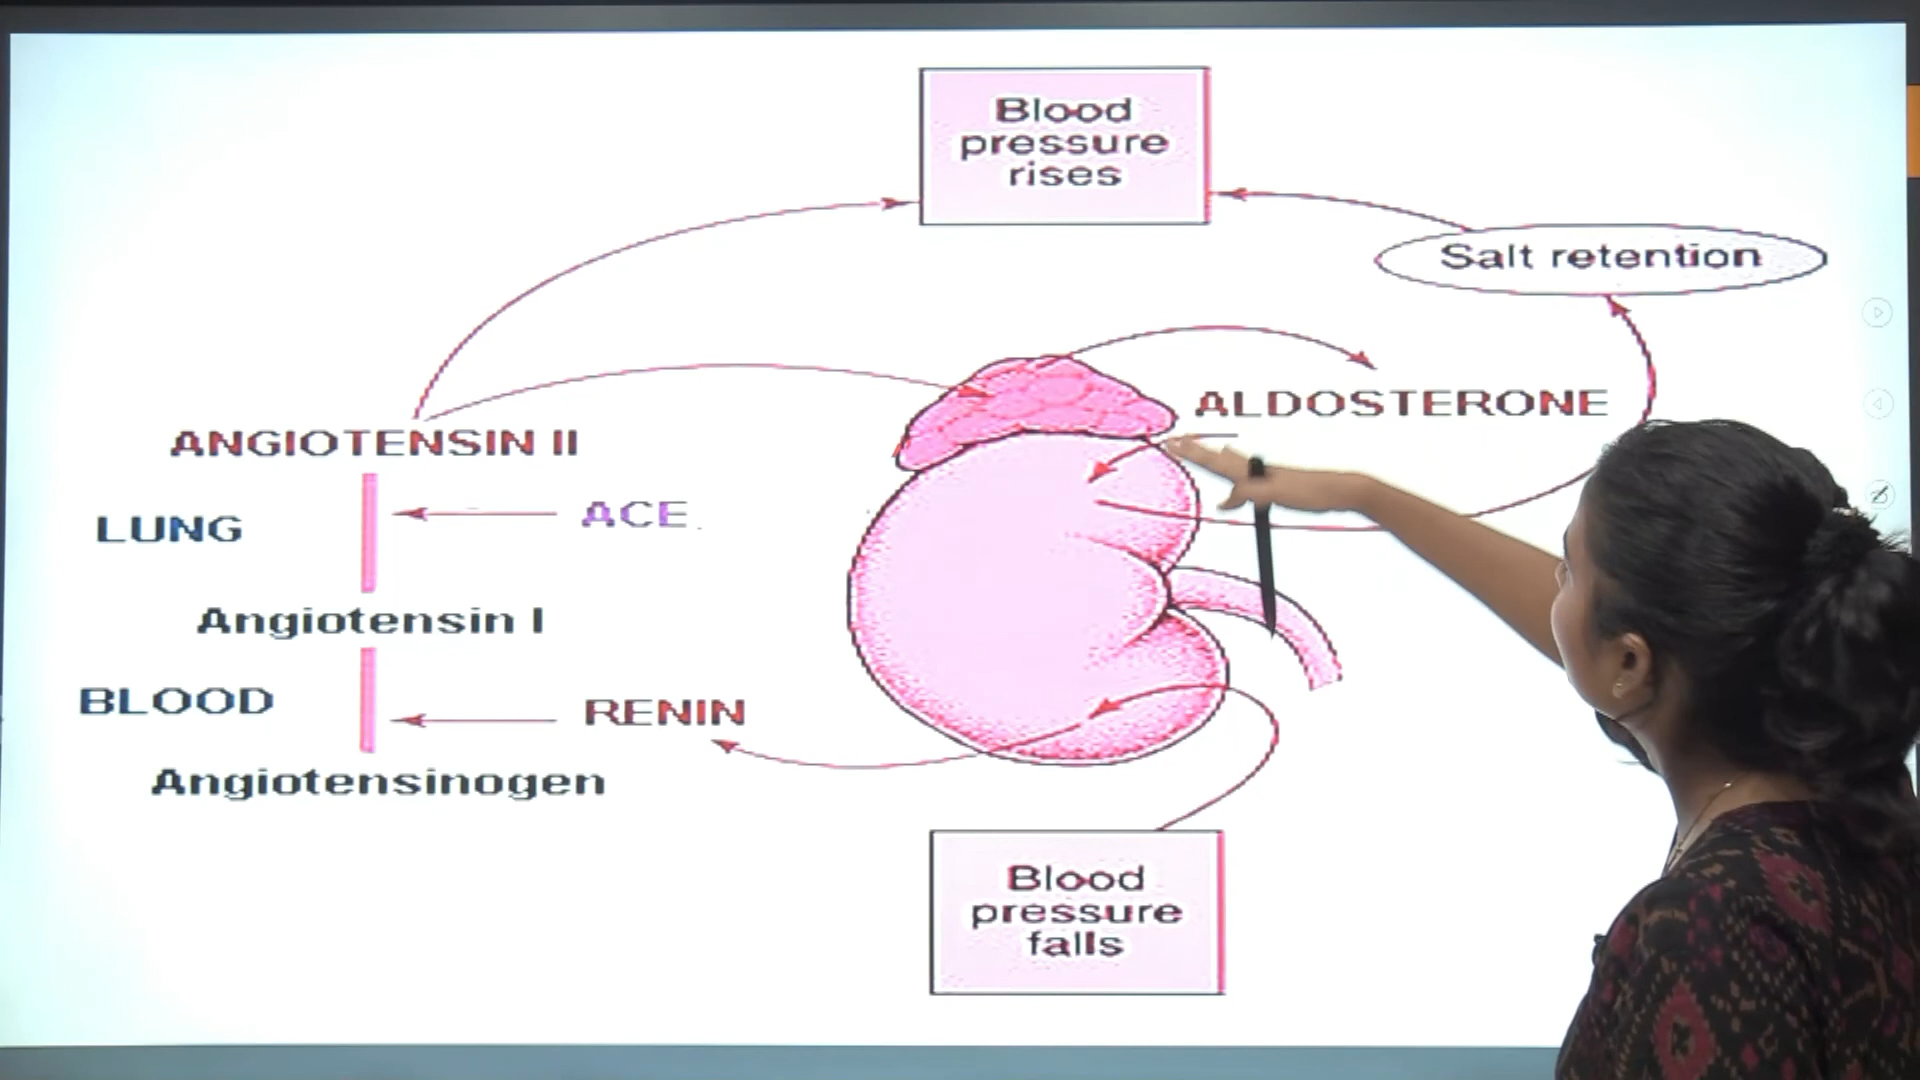 Blood
pressure
rises
Salt retention
ALDOSTERONE
ANGIOTENSIN II
LUNG
ACE
Angiotensin I
BLOOD
RENIN
Angiotensinogen
Blood
pressure
falls